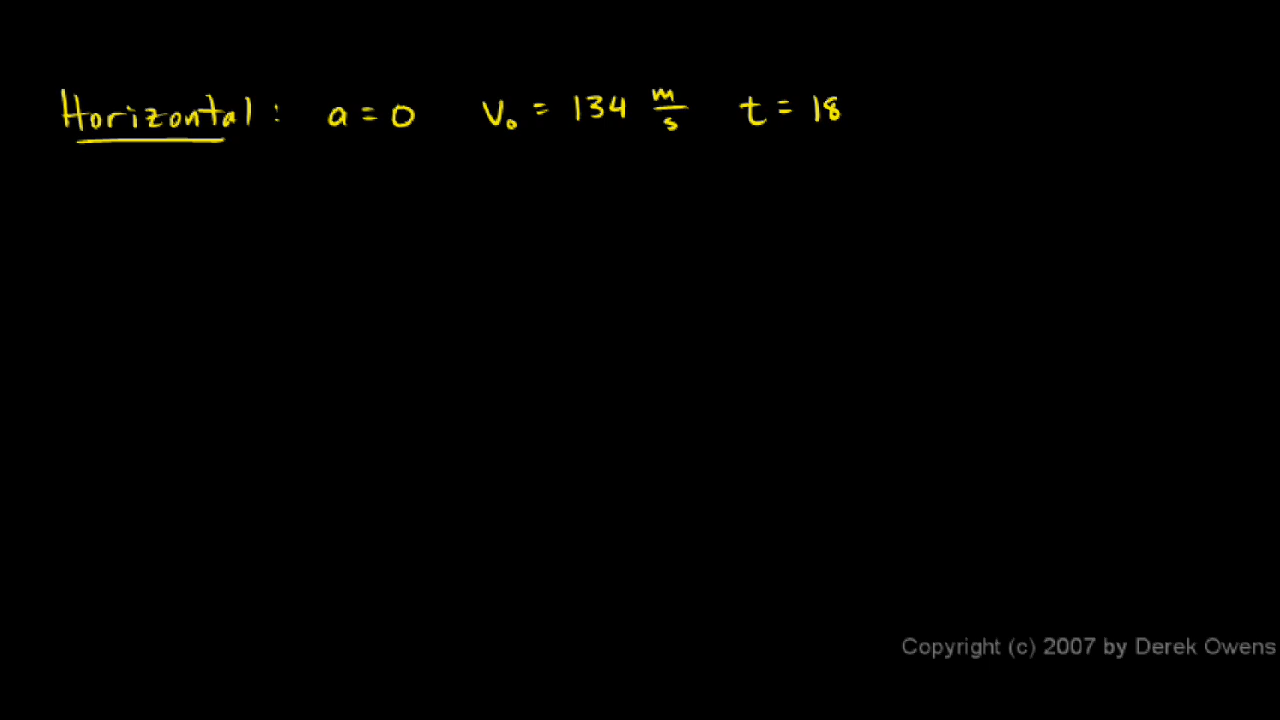 Horizontal: a = 0 v₀ = 134 m/s t = 18
Copyright (c) 2007 by Derek Owens